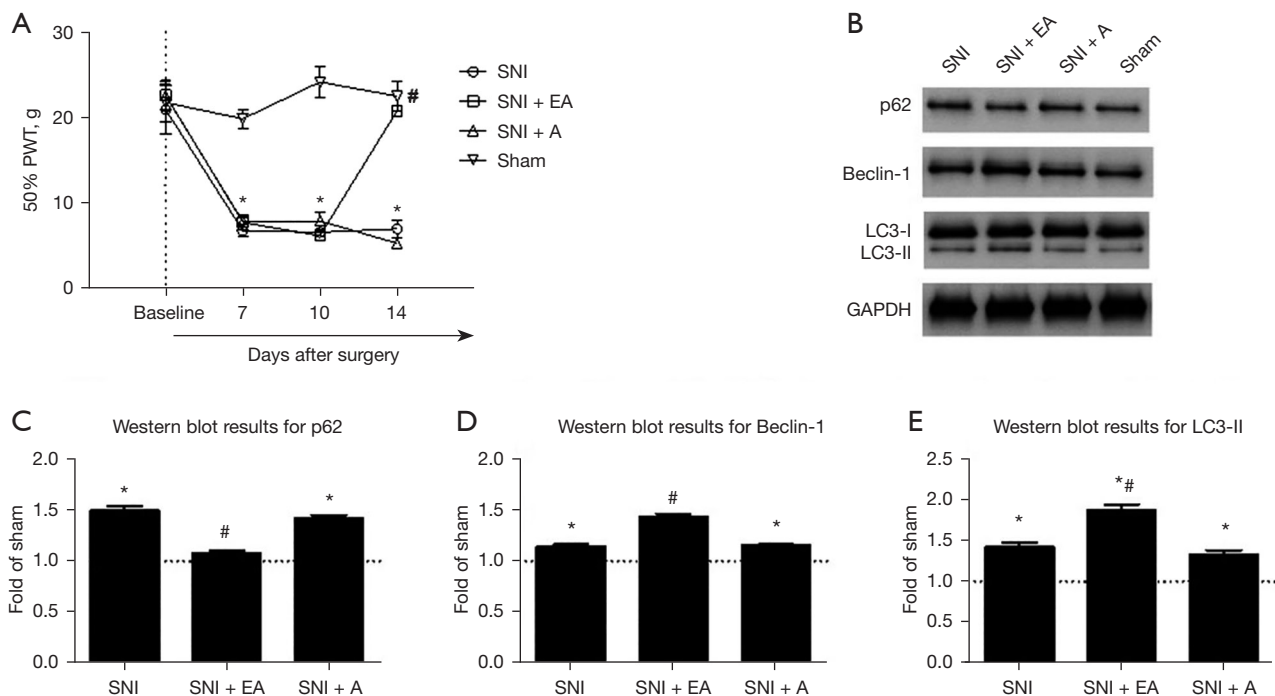 A
30
20
10
0
50% PWT, g
Baseline
7
10
14
Days after surgery
*
*
*
#
SNI
SNI + EA
SNI + A
Sham
B
SNI
SNI + EA
SNI + A
Sham
p62
Beclin-1
LC3-I
LC3-II
GAPDH
C
Western blot results for p62
2.0
1.5
1.0
0.5
0.0
Fold of sham
*
#
*
SNI
SNI + EA
SNI + A
D
Western blot results for Beclin-1
2.0
1.5
1.0
0.5
0.0
Fold of sham
*
#
*
SNI
SNI + EA
SNI + A
E
Western blot results for LC3-II
2.5
2.0
1.5
1.0
0.5
0.0
Fold of sham
*
*#
*
SNI
SNI + EA
SNI + A